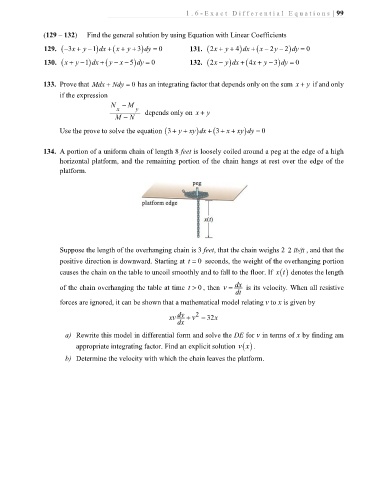 1.6-Exact Differential Equations | 99
(129 – 132) Find the general solution by using Equation with Linear Coefficients
129. (−3x + y − 1)dx + (x + y + 3)dy = 0 131. (2x + y + 4)dx + (x − 2y − 2)dy = 0
130. (x + y − 1)dx + (y − x − 5)dy = 0 132. (2x − y)dx + (4x + y − 3)dy = 0
133. Prove that Mdx + Ndy = 0 has an integrating factor that depends only on the sum x + y if and only
if the expression
N_x − M_y
M − N depends only on x + y
Use the prove to solve the equation (3 + y + xy)dx + (3 + x + xy)dy = 0
134. A portion of a uniform chain of length 8 feet is loosely coiled around a peg at the edge of a high
horizontal platform, and the remaining portion of the chain hangs at rest over the edge of the
platform.
peg
platform edge
x(t)
Suppose the length of the overhanging chain is 3 feet, that the chain weighs 2 lb/ft, and that the
positive direction is downward. Starting at t = 0 seconds, the weight of the overhanging portion
causes the chain on the table to uncoil smoothly and to fall to the floor. If x(t) denotes the length
of the chain overhanging the table at time t > 0, then v = dx/dt is its velocity. When all resistive
forces are ignored, it can be shown that a mathematical model relating v to x is given by
xv dv/dx + v² = 32x
a) Rewrite this model in differential form and solve the DE for v in terms of x by finding am
appropriate integrating factor. Find an explicit solution v(x).
b) Determine the velocity with which the chain leaves the platform.